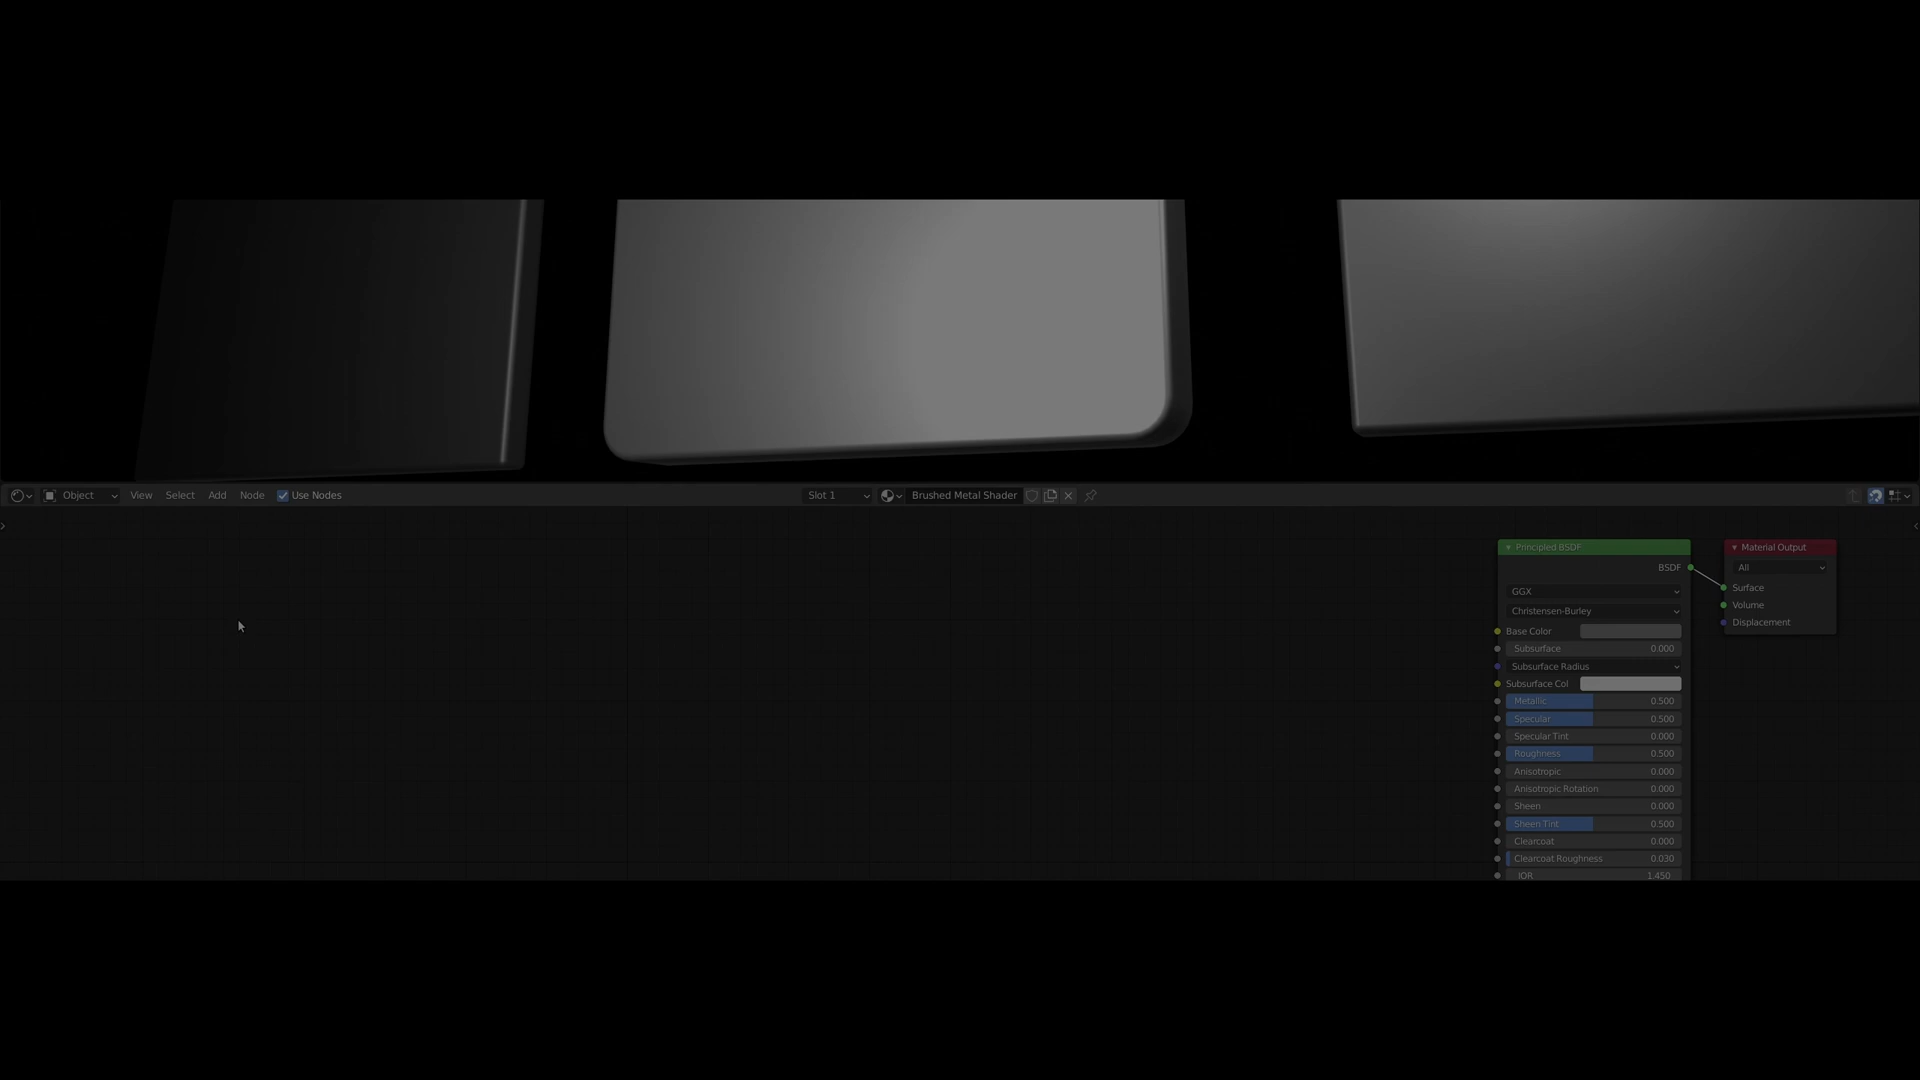 Object View Select Add Node Use Nodes Slot 1 Brushed Metal Shader
Principled BSDF
BSDF
GGX
Christensen-Burley
Base Color
Subsurface 0.000
Subsurface Radius
Subsurface Col
Metallic 0.500
Specular 0.500
Specular Tint 0.000
Roughness 0.500
Anisotropic 0.000
Anisotropic Rotation 0.000
Sheen 0.000
Sheen Tint 0.500
Clearcoat 0.000
Clearcoat Roughness 0.030
IOR 1.450
Material Output
All
Surface
Volume
Displacement